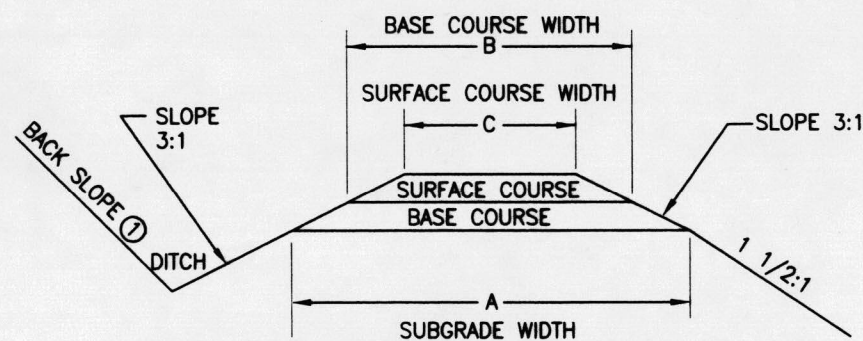 BASE COURSE WIDTH
B
SURFACE COURSE WIDTH
C
SLOPE
3:1
SLOPE 3:1
BACK SLOPE ①
SURFACE COURSE
BASE COURSE
DITCH
1 1/2:1
A
SUBGRADE WIDTH